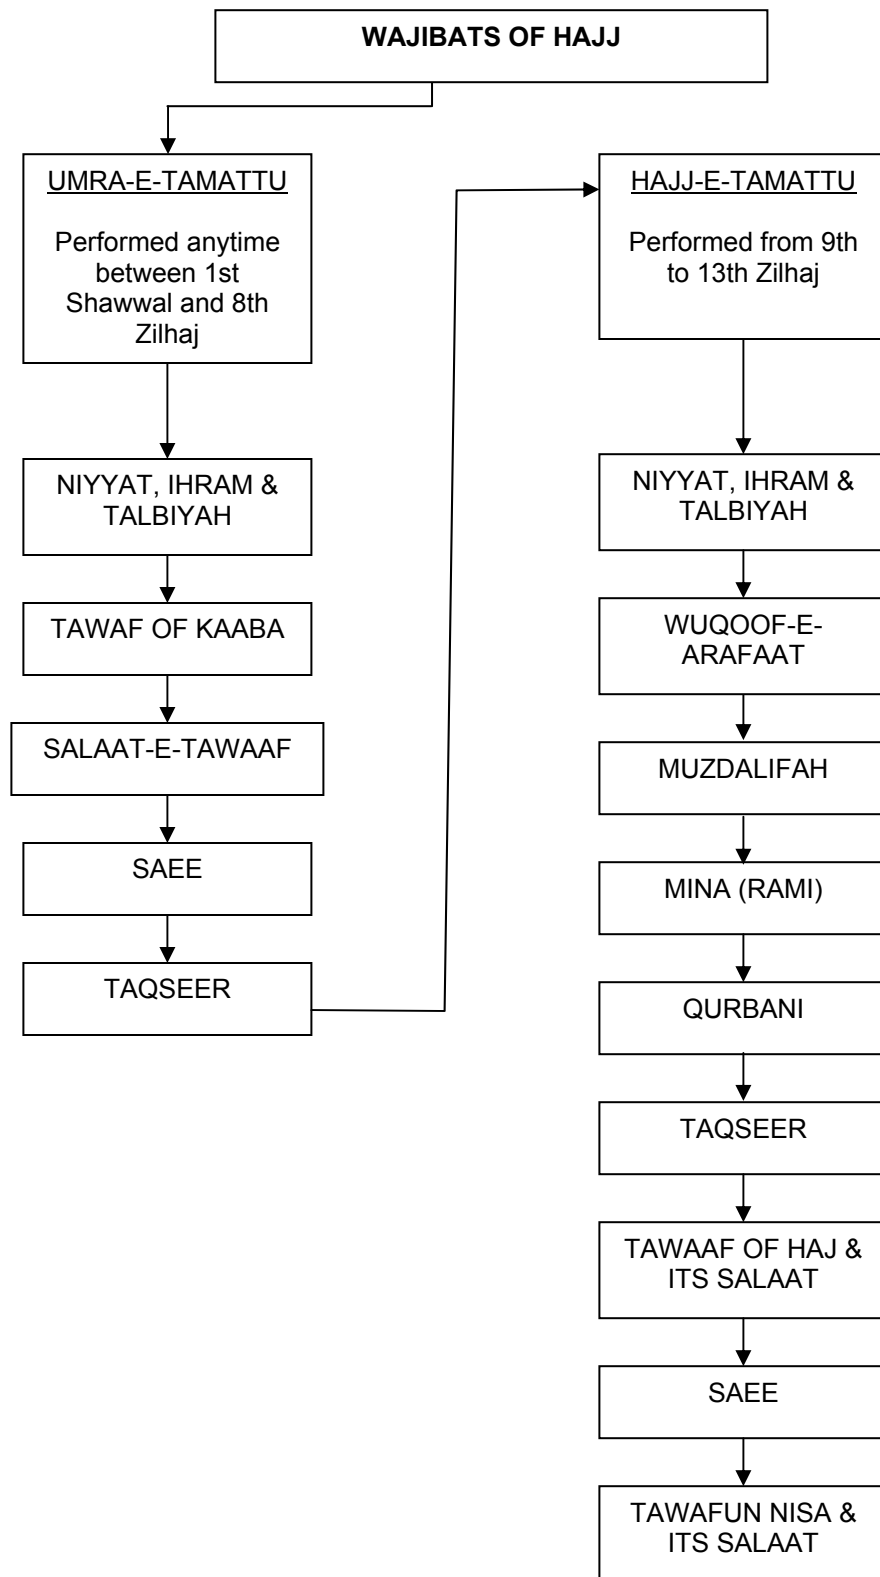 WAJIBATS OF HAJJ
UMRA-E-TAMATTU
Performed anytime
between 1st
Shawwal and 8th
Zilhaj
NIYYAT, IHRAM &
TALBIYAH
TAWAF OF KAABA
SALAAT-E-TAWAAF
SAEE
TAQSEER
HAJJ-E-TAMATTU
Performed from 9th
to 13th Zilhaj
NIYYAT, IHRAM &
TALBIYAH
WUQOOF-E-
ARAFAAT
MUZDALIFAH
MINA (RAMI)
QURBANI
TAQSEER
TAWAAF OF HAJ &
ITS SALAAT
SAEE
TAWAFUN NISA &
ITS SALAAT